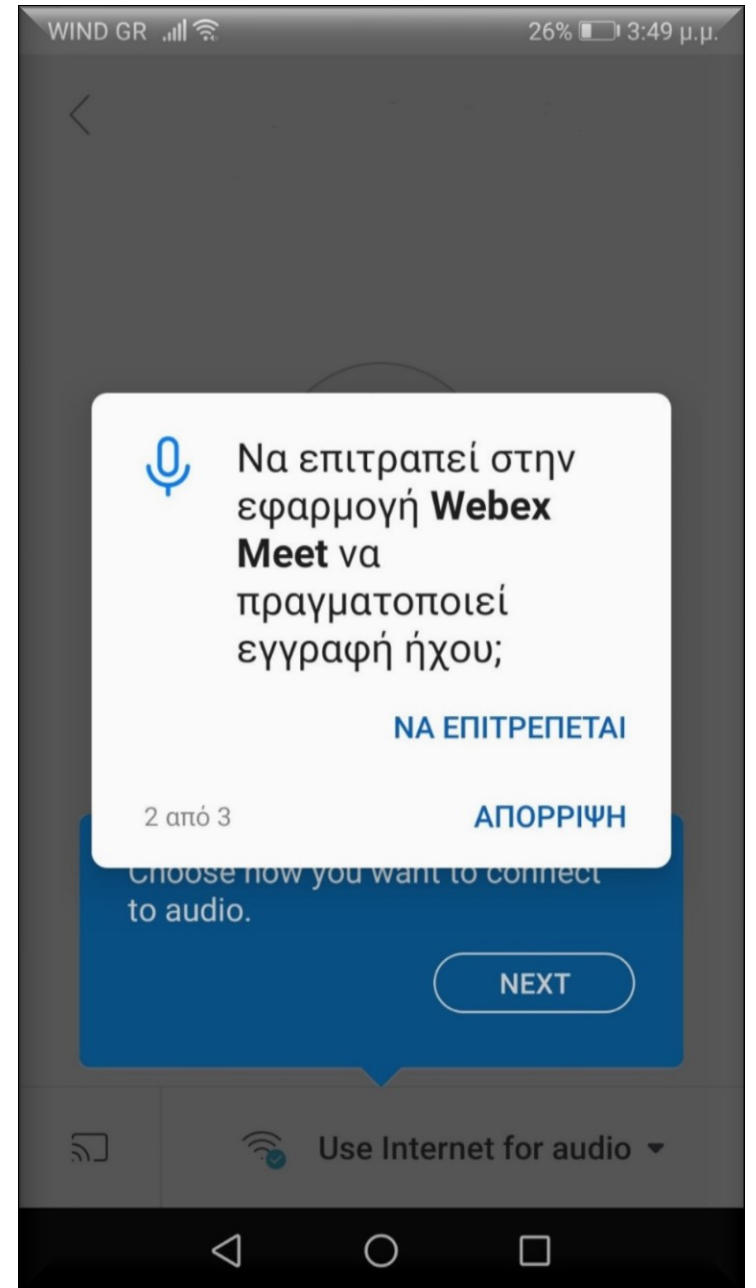 WIND GR 26% 3:49 μ.μ.
Να επιτραπεί στην
εφαρμογή Webex
Meet να
πραγματοποιεί
εγγραφή ήχου;
ΝΑ ΕΠΙΤΡΕΠΕΤΑΙ
2 από 3 ΑΠΟΡΡΙΨΗ
Choose how you want to connect
to audio.
NEXT
Use Internet for audio